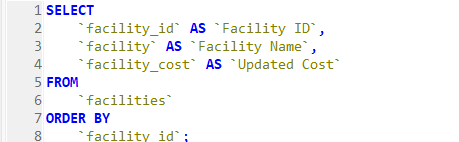 1 SELECT
2 `facility_id` AS `Facility ID`,
3 `facility` AS `Facility Name`,
4 `facility_cost` AS `Updated Cost`
5 FROM
6 `facilities`
7 ORDER BY
8 `facility_id`;